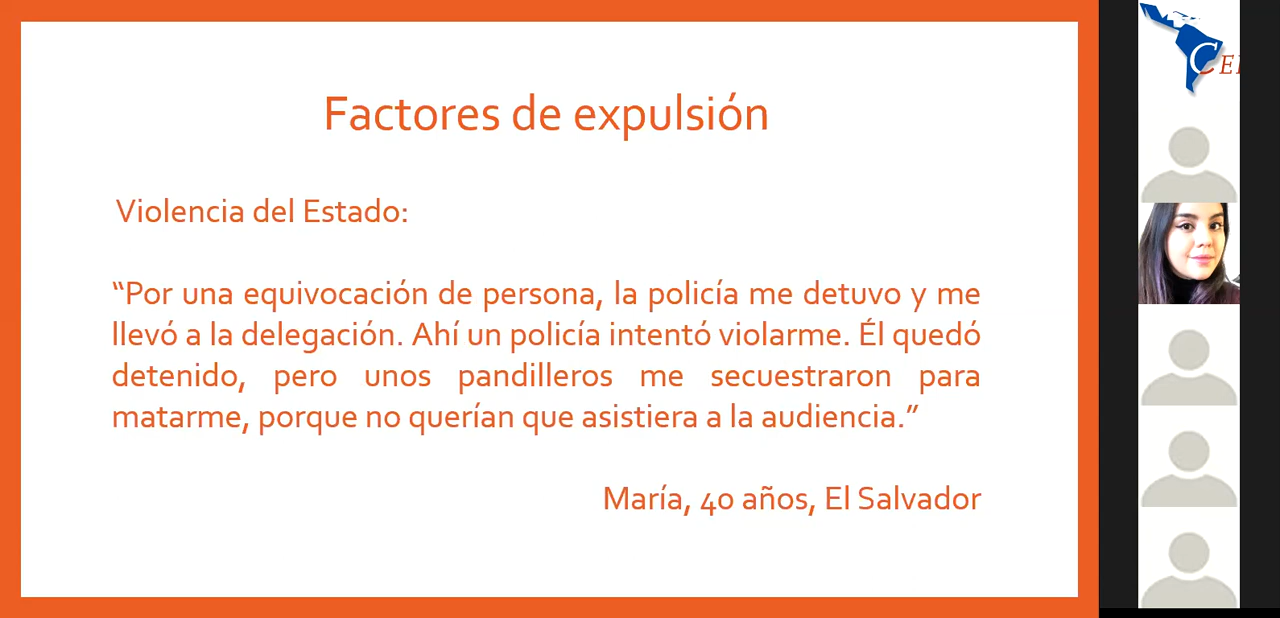 Factores de expulsión
Violencia del Estado:
“Por una equivocación de persona, la policía me detuvo y me
llevó a la delegación. Ahí un policía intentó violarme. Él quedó
detenido, pero unos pandilleros me secuestraron para
matarme, porque no querían que asistiera a la audiencia.”
María, 40 años, El Salvador